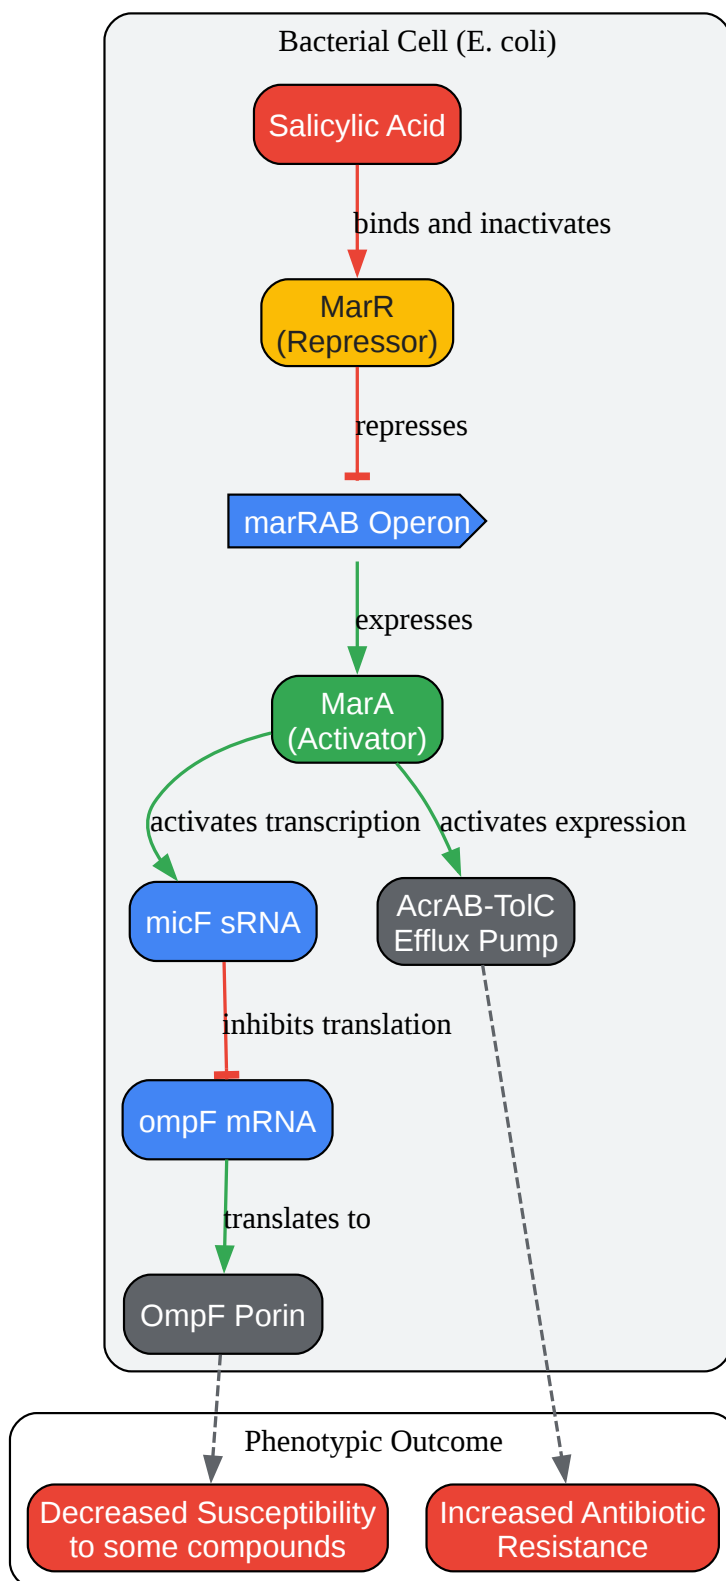 Bacterial Cell (E. coli)
Salicylic Acid
binds and inactivates
MarR
(Repressor)
represses
marRAB Operon
expresses
MarA
(Activator)
activates transcription
activates expression
micF sRNA
AcrAB-TolC
Efflux Pump
inhibits translation
ompF mRNA
translates to
OmpF Porin
Phenotypic Outcome
Decreased Susceptibility
to some compounds
Increased Antibiotic
Resistance